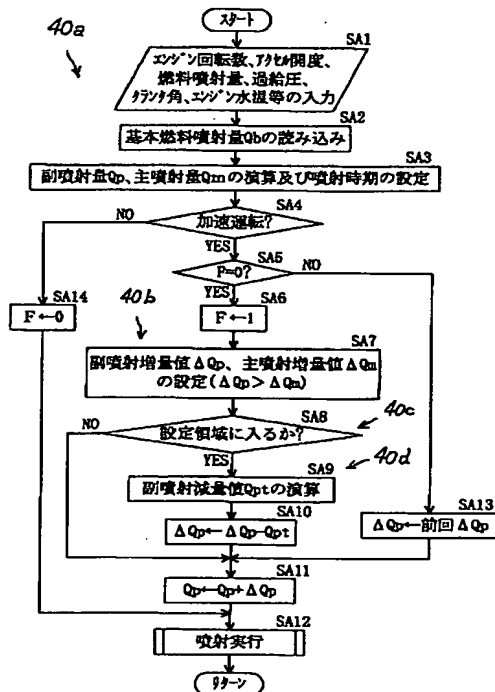 40a
スタート
SA1
エンジン回転数、アクセル開度、
燃料噴射量、過給圧、
クランク角、エンジン水温等の入力
SA2
基本燃料噴射量Qbの読み込み
SA3
副噴射量Qp、主噴射量Qmの演算及び噴射時期の設定
SA4
NO
加速運転?
YES
SA5
F=0?
NO
YES
SA14
F←0
SA6
F←1
40b
SA7
副噴射増量値ΔQp、主噴射増量値ΔQm
の設定(ΔQp>ΔQm)
SA8
40c
NO
設定領域に入るか?
YES
SA9
40d
副噴射減量値Qptの演算
SA10
ΔQp←ΔQp-Qpt
SA13
ΔQp←前回ΔQp
SA11
Qp←Qp+ΔQp
SA12
噴射実行
リターン